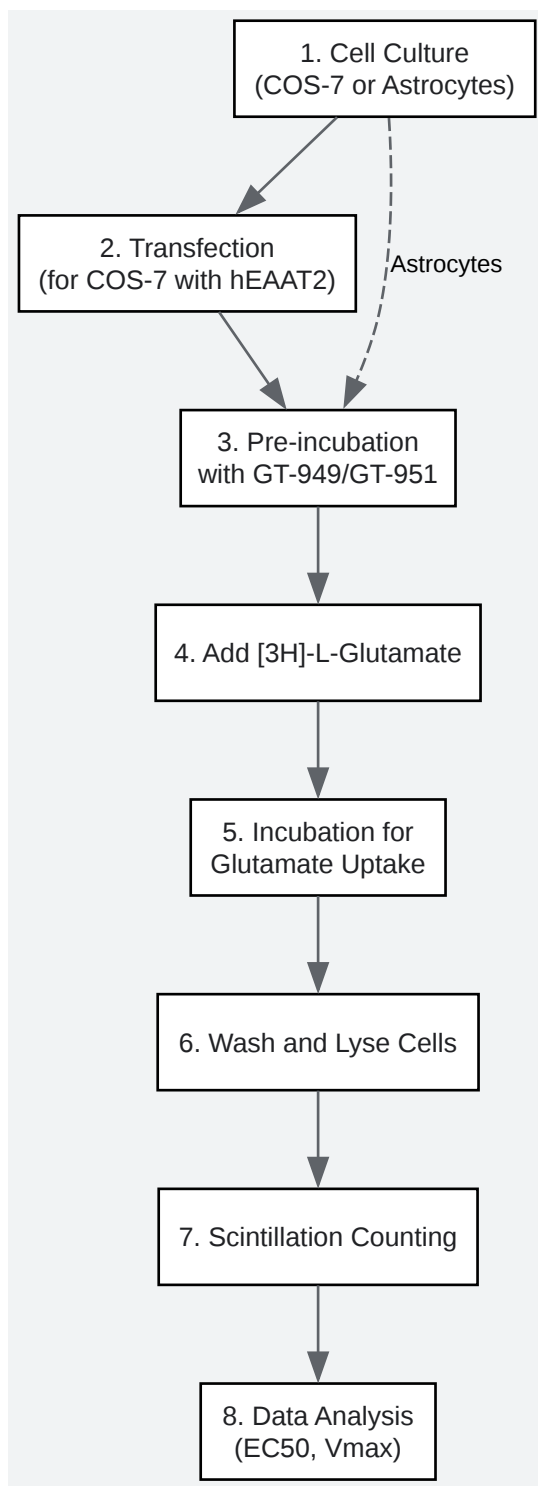 1. Cell Culture
(COS-7 or Astrocytes)
2. Transfection
(for COS-7 with hEAAT2)
Astrocytes
3. Pre-incubation
with GT-949/GT-951
4. Add [3H]-L-Glutamate
5. Incubation for
Glutamate Uptake
6. Wash and Lyse Cells
7. Scintillation Counting
8. Data Analysis
(EC50, Vmax)